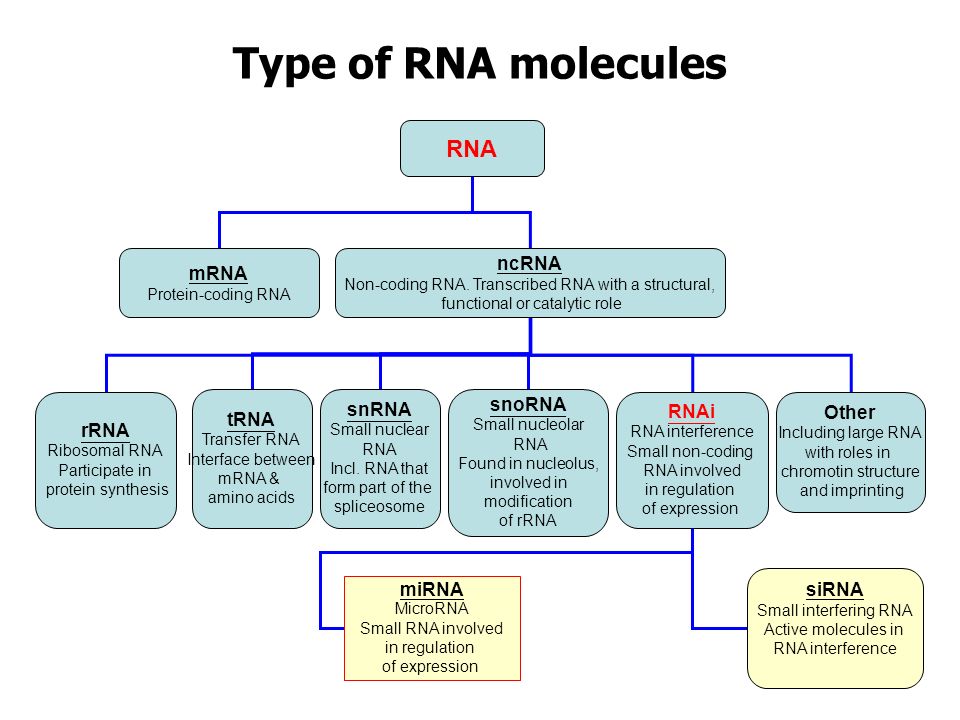 Type of RNA molecules
RNA
mRNA
Protein-coding RNA
ncRNA
Non-coding RNA. Transcribed RNA with a structural,
functional or catalytic role
rRNA
Ribosomal RNA
Participate in
protein synthesis
tRNA
Transfer RNA
Interface between
mRNA &
amino acids
snRNA
Small nuclear
RNA
Incl. RNA that
form part of the
spliceosome
snoRNA
Small nucleolar
RNA
Found in nucleolus,
involved in
modification
of rRNA
RNAi
RNA interference
Small non-coding
RNA involved
in regulation
of expression
Other
Including large RNA
with roles in
chromotin structure
and imprinting
miRNA
MicroRNA
Small RNA involved
in regulation
of expression
siRNA
Small interfering RNA
Active molecules in
RNA interference